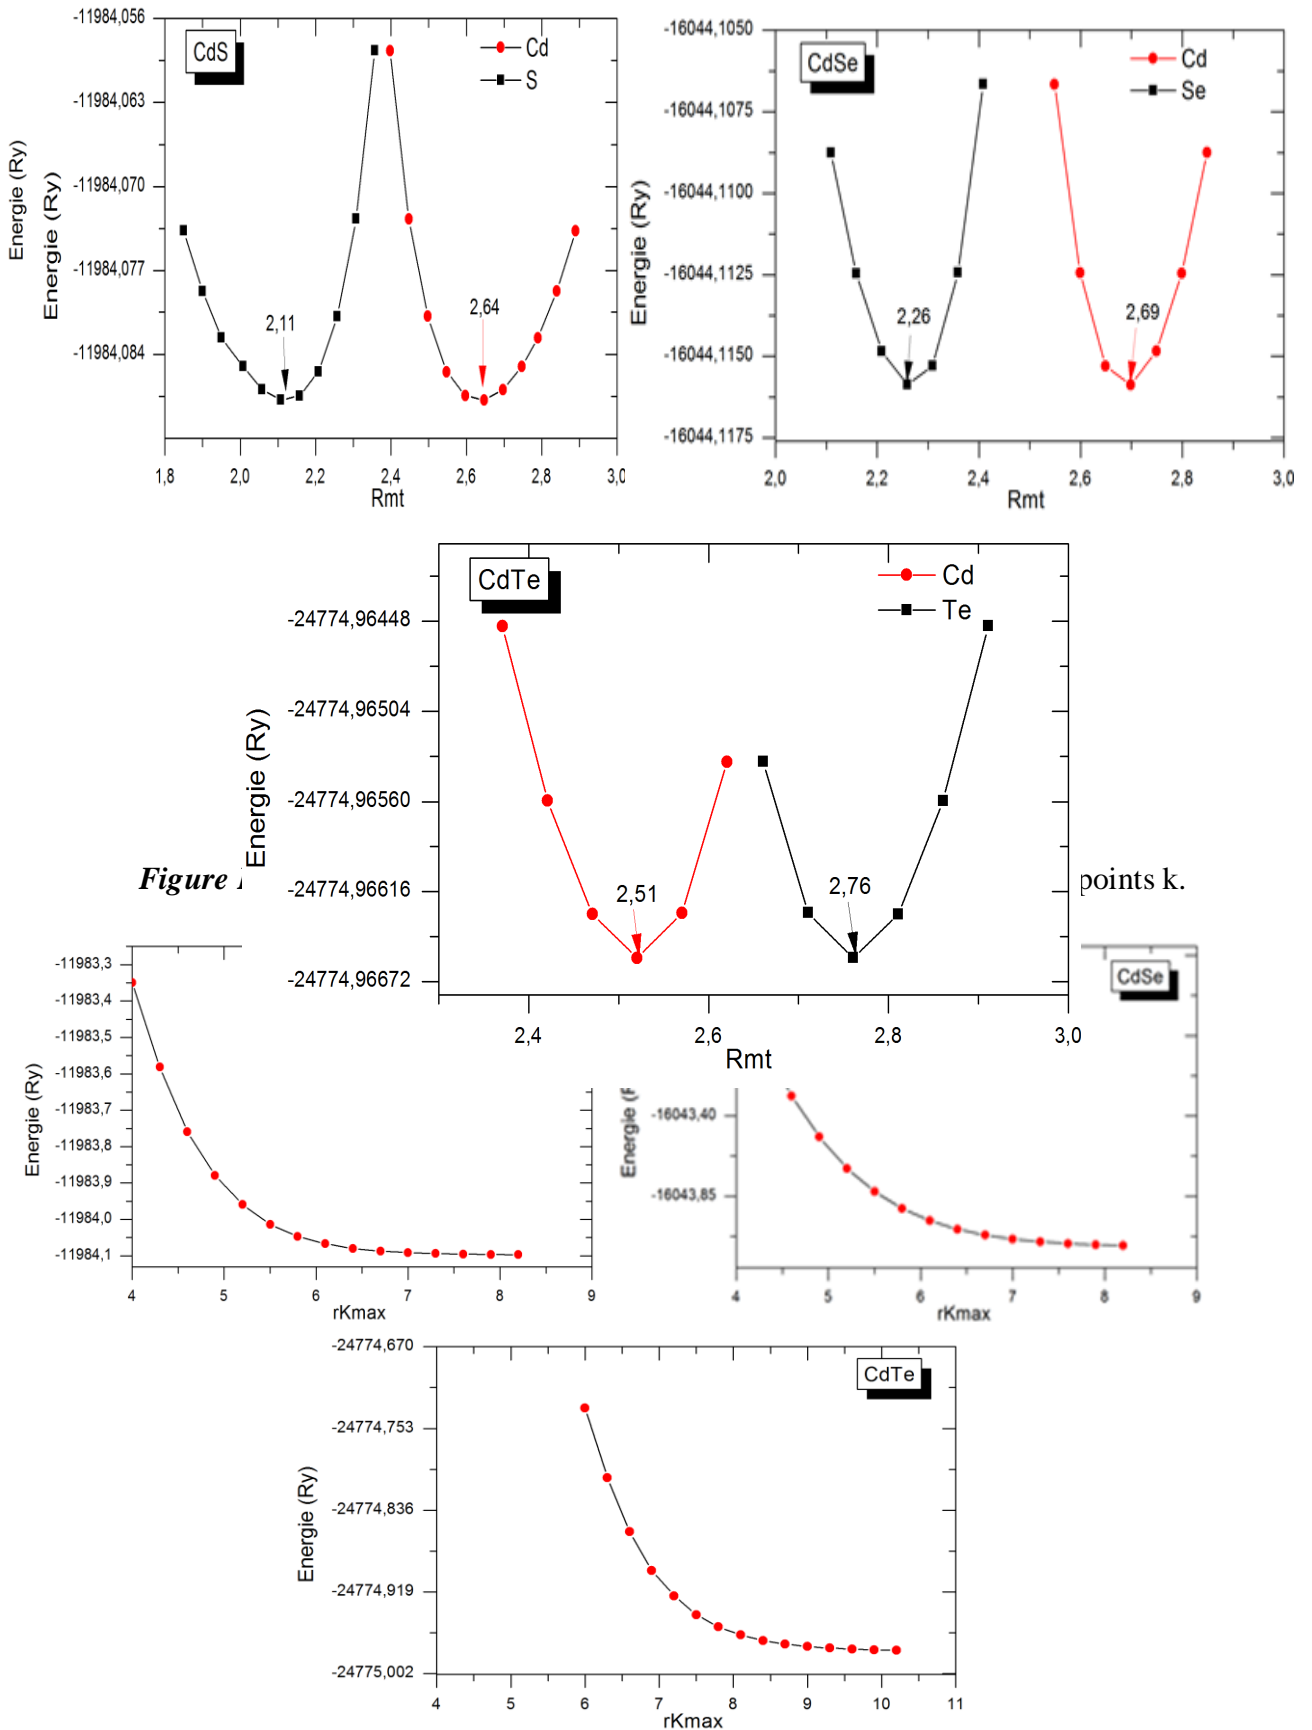 -11984,056
-11984,063
-11984,070
-11984,077
-11984,084
Energie (Ry)
Energie (Ry)
CdS
Cd
S
2,11
2,64
1,8 2,0 2,2 2,4 2,6 2,8 3,0
Rmt
-16044,1050
-16044,1075
-16044,1100
-16044,1125
-16044,1150
-16044,1175
Energie (Ry)
CdSe
Cd
Se
2,26
2,69
2,0 2,2 2,4 2,6 2,8 3,0
Rmt
-24774,96448
-24774,96504
-24774,96560
-24774,96616
-24774,96672
Energie (Ry)
CdTe
Cd
Te
2,51
2,76
2,4 2,6 2,8 3,0
Rmt
Figure
points k.
-11983,3
-11983,4
-11983,5
-11983,6
-11983,7
-11983,8
-11983,9
-11984,0
-11984,1
Energie (Ry)
4 5 6 7 8 9
rKmax
CdSe
-16043,40
-16043,85
Energie
4 5 6 7 8 9
rKmax
-24774,670
-24774,753
-24774,836
-24774,919
-24775,002
Energie (Ry)
CdTe
4 5 6 7 8 9 10 11
rKmax